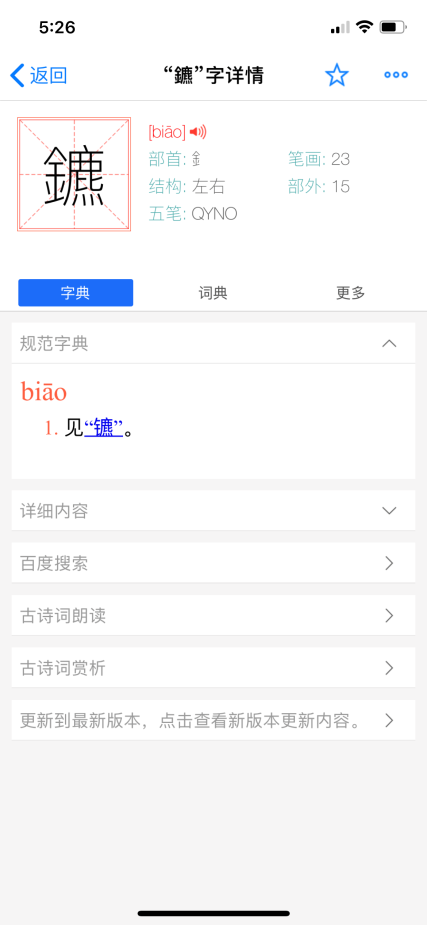 5:26
返回
“鑣”字详情
鑣
[biāo]
部首: 釒 笔画: 23
结构: 左右 部外: 15
五笔: QYNO
字典 词典 更多
规范字典
biāo
1. 见“镳”。
详细内容
百度搜索
古诗词朗读
古诗词赏析
更新到最新版本，点击查看新版本更新内容。